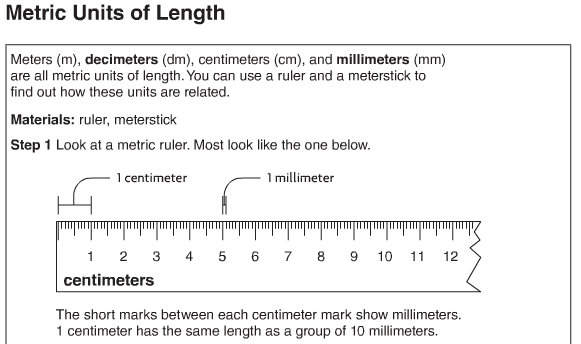 Metric Units of Length
Meters (m), decimeters (dm), centimeters (cm), and millimeters (mm)
are all metric units of length. You can use a ruler and a meterstick to
find out how these units are related.
Materials: ruler, meterstick
Step 1 Look at a metric ruler. Most look like the one below.
1 centimeter 1 millimeter
1 2 3 4 5 6 7 8 9 10 11 12
centimeters
The short marks between each centimeter mark show millimeters.
1 centimeter has the same length as a group of 10 millimeters.